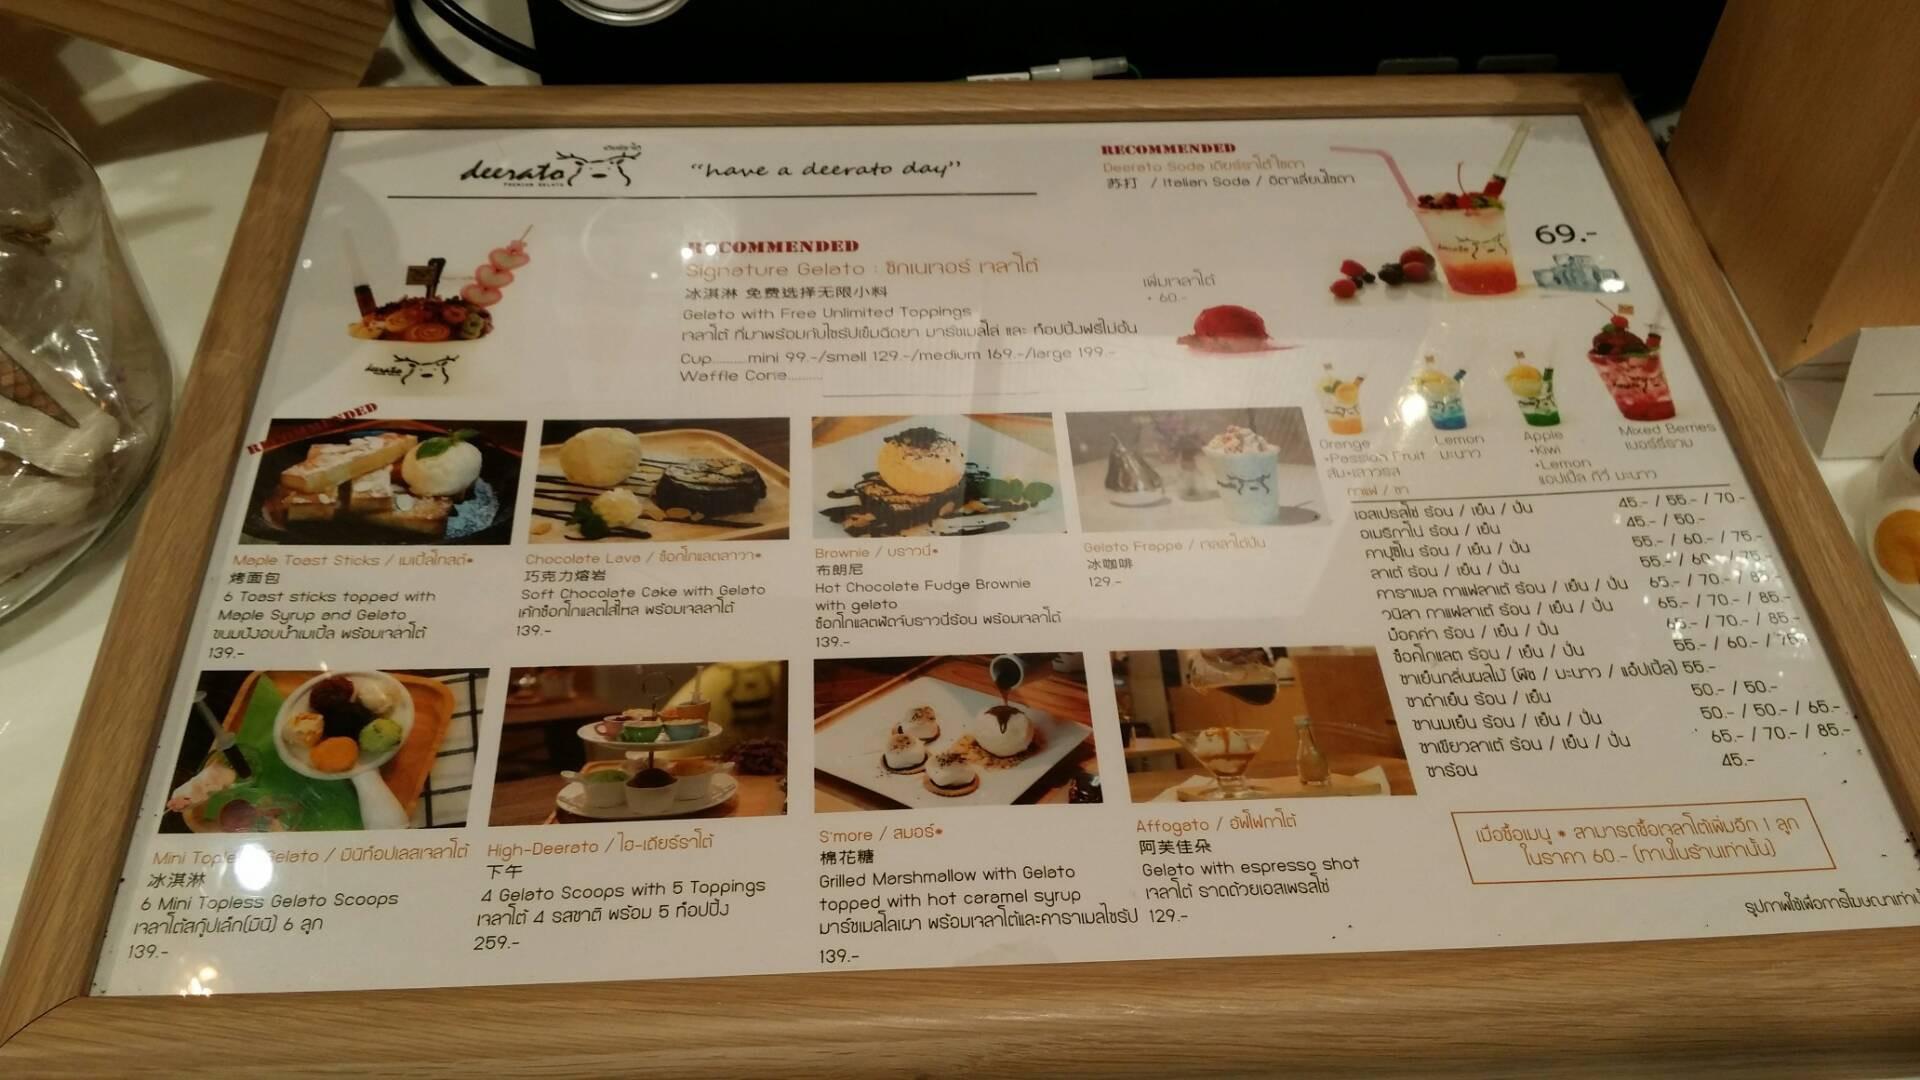 deerato
PREMIUM GELATO
“have a deerato day”
RECOMMENDED
Deerato Soda เดียร์ราโต้ โซดา
苏打 / Italian Soda / อิตาเลียนโซดา
69.-
RECOMMENDED
Signature Gelato : ซิกเนเจอร์ เจลาโต้
冰淇淋 免费选择无限小料
Gelato with Free Unlimited Toppings
เจลาโต้ ที่มาพร้อมกับไซรัปเข็มฉีดยา มาร์ชเมลโล่ และ ท็อปปิ้งฟรีไม่อั้น
Cup..........mini 99.-/small 129.-/medium 169.-/large 199.-
Waffle Cone..........
เพิ่มเจลาโต้
+ 60.-
Orange
+Passion Fruit
ส้ม+เสาวรส
Lemon
มะนาว
Apple
+Kiwi
+Lemon
แอปเปิ้ล กีวี่ มะนาว
Mixed Berries
เบอร์รี่รวม
RECOMMENDED
Maple Toast Sticks / เมเปิ้ลโทสต์•
烤面包
6 Toast sticks topped with
Maple Syrup and Gelato
ขนมปังอบน้ำเมเปิ้ล พร้อมเจลาโต้
139.-
Chocolate Lava / ช็อกโกแลตลาวา•
巧克力熔岩
Soft Chocolate Cake with Gelato
เค้กช็อกโกแลตไส้ไหล พร้อมเจลลาโต้
139.-
Brownie / บราวนี่•
布朗尼
Hot Chocolate Fudge Brownie
with gelato
ช็อกโกแลตฟัดจ์บราวนี่ร้อน พร้อมเจลาโต้
139.-
Gelato Frappe / เจลลาโต้ปั่น
冰咖啡
129.-
กาแฟ / ชา
เอสเปรสโซ่ ร้อน / เย็น / ปั่น 45.- / 55.- / 70.-
อเมริกาโน่ ร้อน / เย็น 45.- / 50.-
คาปูชิโน ร้อน / เย็น / ปั่น 55.- / 60.- / 75.-
ลาเต้ ร้อน / เย็น / ปั่น 55.- / 60.- / 75.-
คาราเมล กาแฟลาเต้ ร้อน / เย็น / ปั่น 65.- / 70.- / 85.-
วนิลา กาแฟลาเต้ ร้อน / เย็น / ปั่น 65.- / 70.- / 85.-
ม็อคค่า ร้อน / เย็น / ปั่น 65.- / 70.- / 85.-
ช็อคโกแลต ร้อน / เย็น / ปั่น 55.- / 60.- / 75.-
ชาเย็นกลิ่นผลไม้ (พีช / มะนาว / แอ๊ปเปิ้ล) 55.-
ชาดำเย็น ร้อน / เย็น 50.- / 50.-
ชานมเย็น ร้อน / เย็น / ปั่น 50.- / 50.- / 65.-
ชาเขียวลาเต้ ร้อน / เย็น / ปั่น 65.- / 70.- / 85.-
ชาร้อน 45.-
Mini Topless Gelato / มินิท็อปเลสเจลาโต้
冰淇淋
6 Mini Topless Gelato Scoops
เจลาโต้สกู๊ปเล็ก(มินิ) 6 ลูก
139.-
High-Deerato / ไฮ-เดียร์ราโต้
下午
4 Gelato Scoops with 5 Toppings
เจลาโต้ 4 รสชาติ พร้อม 5 ท็อปปิ้ง
259.-
S'more / สมอร์•
棉花糖
Grilled Marshmallow with Gelato
topped with hot caramel syrup
มาร์ชเมลโลเผา พร้อมเจลาโต้และคาราเมลไซรัป
139.-
Affogato / อัฟโฟกาโต้
阿芙佳朵
Gelato with espresso shot
เจลาโต้ ราดด้วยเอสเพรสโซ่
129.-
เมื่อซื้อเมนู • สามารถซื้อเจลาโต้เพิ่มอีก 1 ลูก
ในราคา 60.- (ทานในร้านเท่านั้น)
รูปภาพใช้เพื่อการโฆษณาเท่านั้น